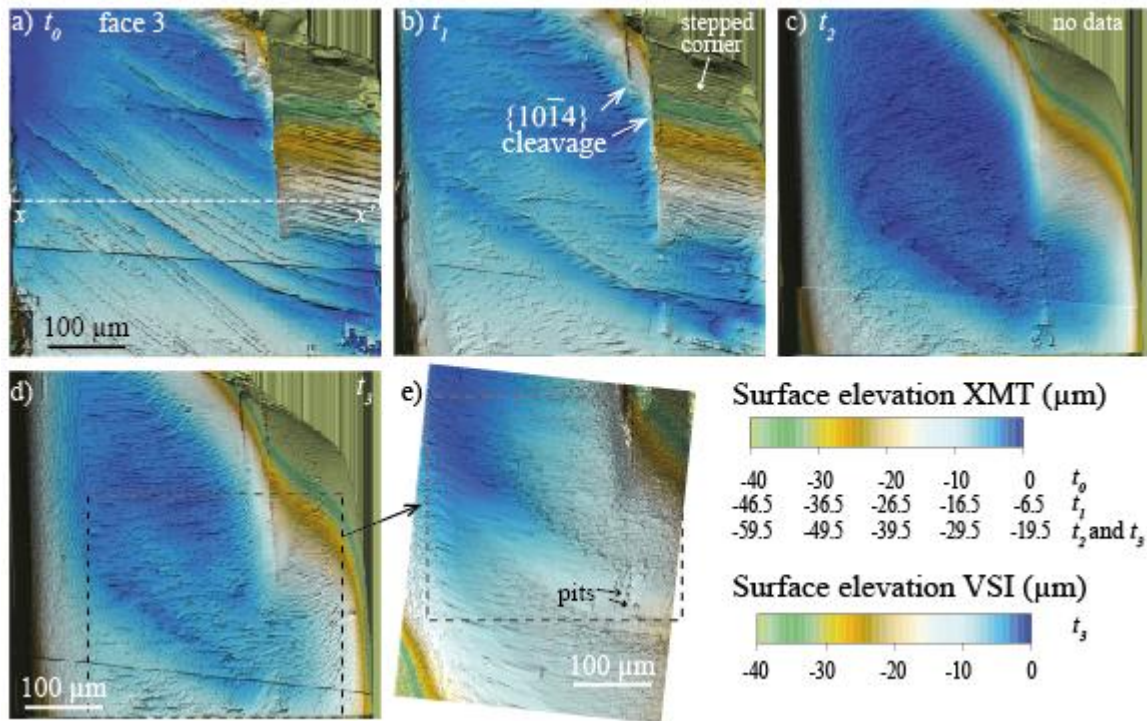 a) t0 face 3
x x'
100 µm
b) t1 stepped
corner
{101̄4}
cleavage
c) t2 no data
d) t3
100 µm
e)
pits
100 µm
Surface elevation XMT (µm)
-40 -30 -20 -10 0 t0
-46.5 -36.5 -26.5 -16.5 -6.5 t1
-59.5 -49.5 -39.5 -29.5 -19.5 t2 and t3
Surface elevation VSI (µm)
t3
-40 -30 -20 -10 0